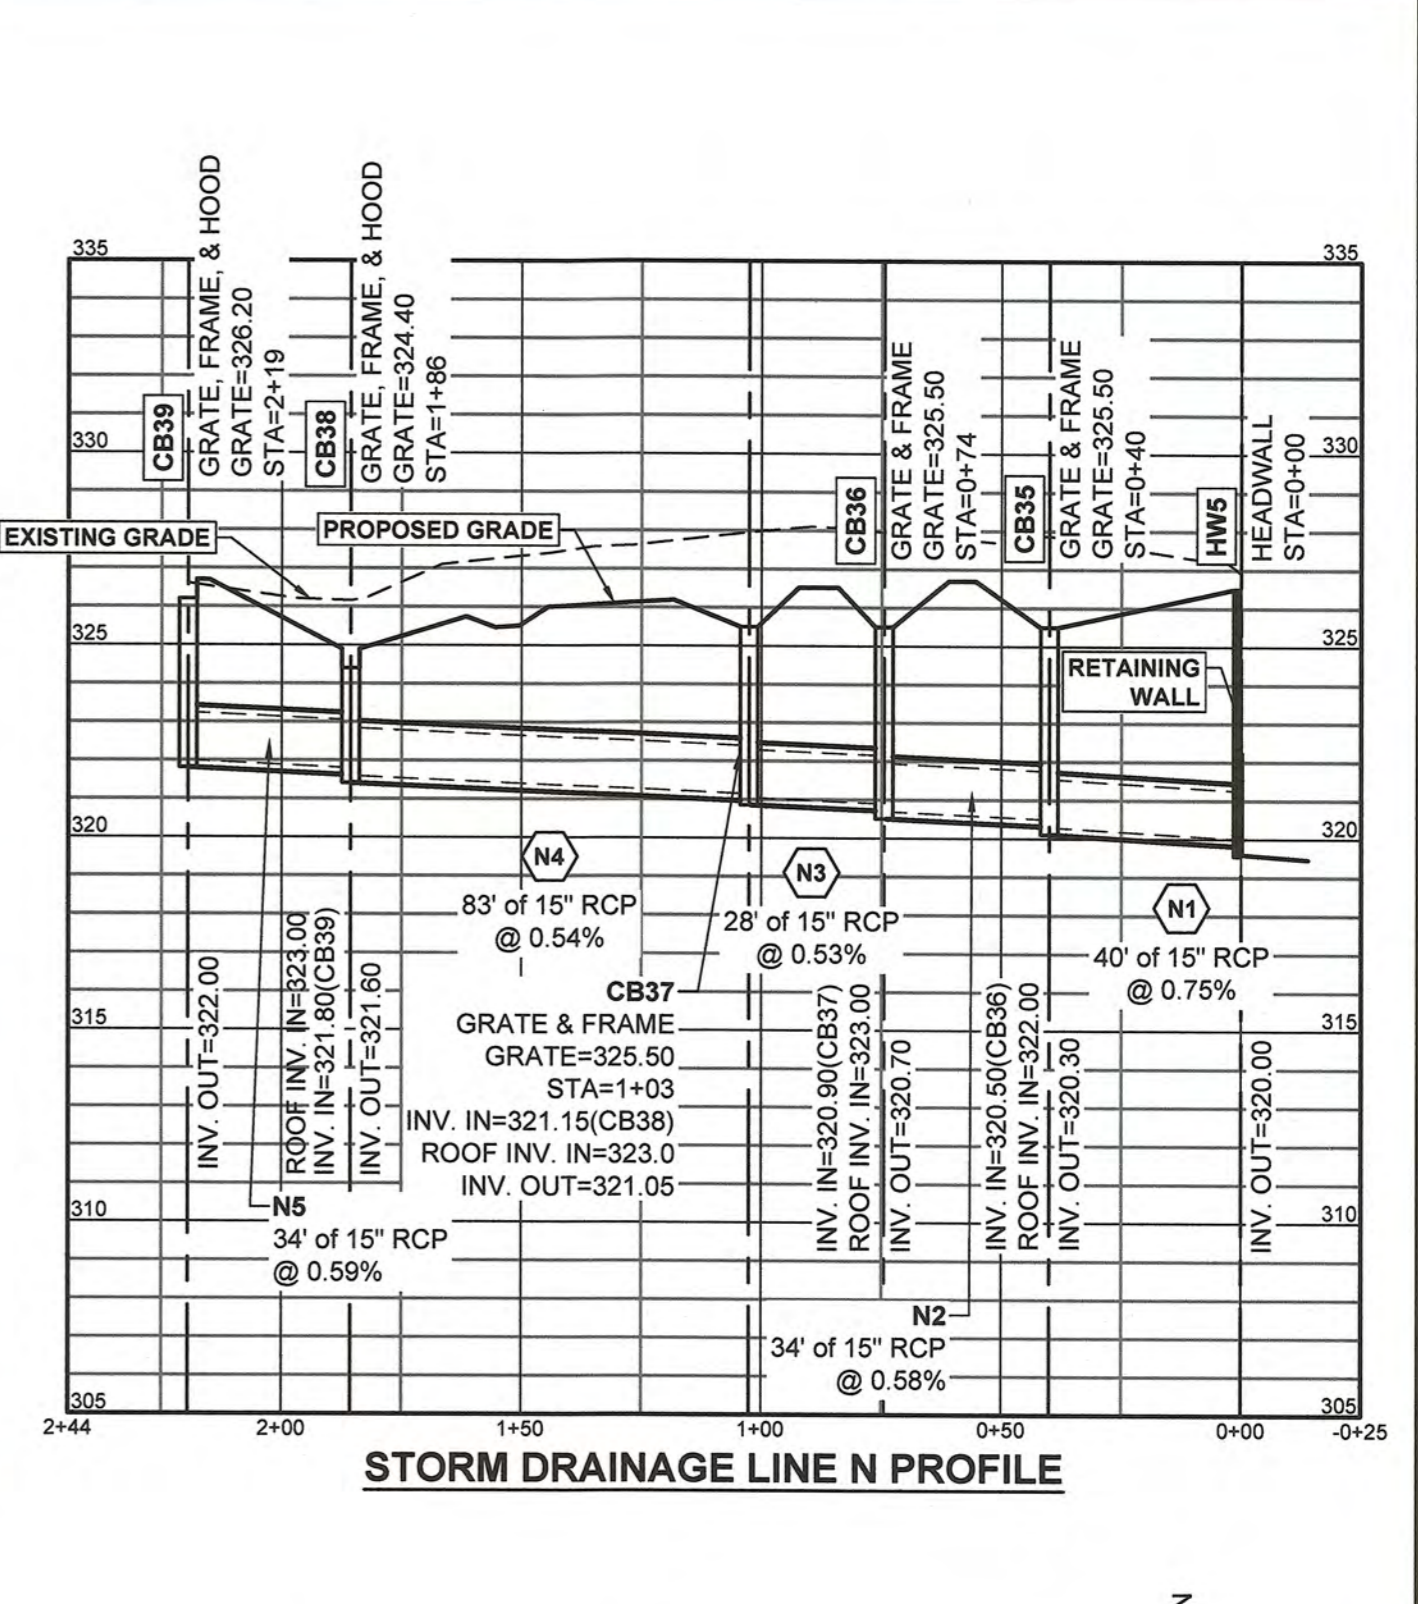 335
335
CB39
GRATE, FRAME, & HOOD
GRATE=326.20
STA=2+19
CB38
GRATE, FRAME, & HOOD
GRATE=324.40
STA=1+86
CB36
GRATE & FRAME
GRATE=325.50
STA=0+74
CB35
GRATE & FRAME
GRATE=325.50
STA=0+40
HW5
HEADWALL
STA=0+00
330
330
EXISTING GRADE
PROPOSED GRADE
325
325
RETAINING
WALL
320
320
N4
83' of 15" RCP
@ 0.54%
N3
28' of 15" RCP
@ 0.53%
N1
40' of 15" RCP
@ 0.75%
INV. OUT=322.00
ROOF INV. IN=323.00
INV. IN=321.80(CB39)
INV. OUT=321.60
CB37
GRATE & FRAME
GRATE=325.50
STA=1+03
INV. IN=321.15(CB38)
ROOF INV. IN=323.0
INV. OUT=321.05
INV. IN=320.90(CB37)
ROOF INV. IN=323.00
INV. OUT=320.70
INV. IN=320.50(CB36)
ROOF INV. IN=322.00
INV. OUT=320.30
INV. OUT=320.00
315
315
310
310
N5
34' of 15" RCP
@ 0.59%
N2
34' of 15" RCP
@ 0.58%
305
305
2+44
2+00
1+50
1+00
0+50
0+00
-0+25
STORM DRAINAGE LINE N PROFILE
N